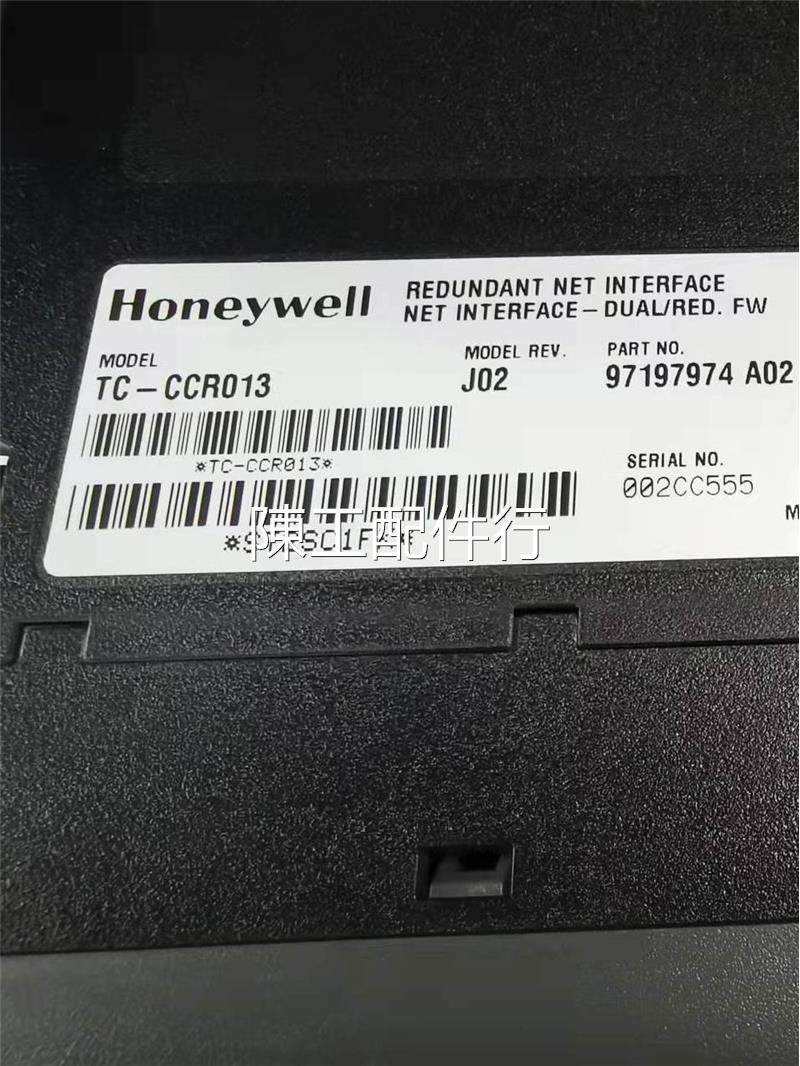 Honeywell
REDUNDANT NET INTERFACE
NET INTERFACE – DUAL/RED. FW
MODEL
TC – CCR013
MODEL REV.
J02
PART NO.
97197974 A02
*TC-CCR013*
SERIAL NO.
002CC555
陳工配件行